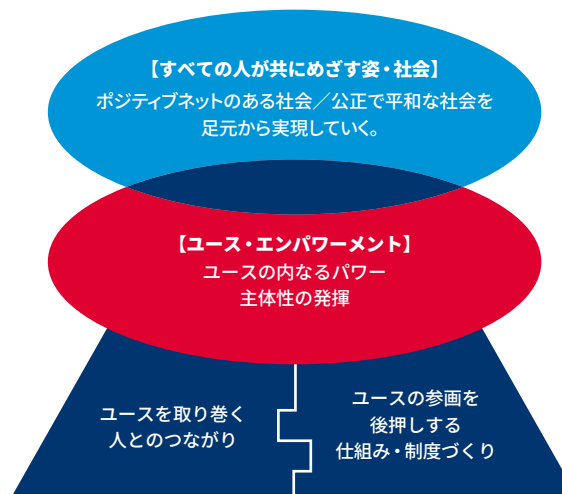 【すべての人が共にめざす姿・社会】
ポジティブネットのある社会／公正で平和な社会を
足元から実現していく。
【ユース・エンパワーメント】
ユースの内なるパワー
主体性の発揮
ユースを取り巻く
人とのつながり
ユースの参画を
後押しする
仕組み・制度づくり